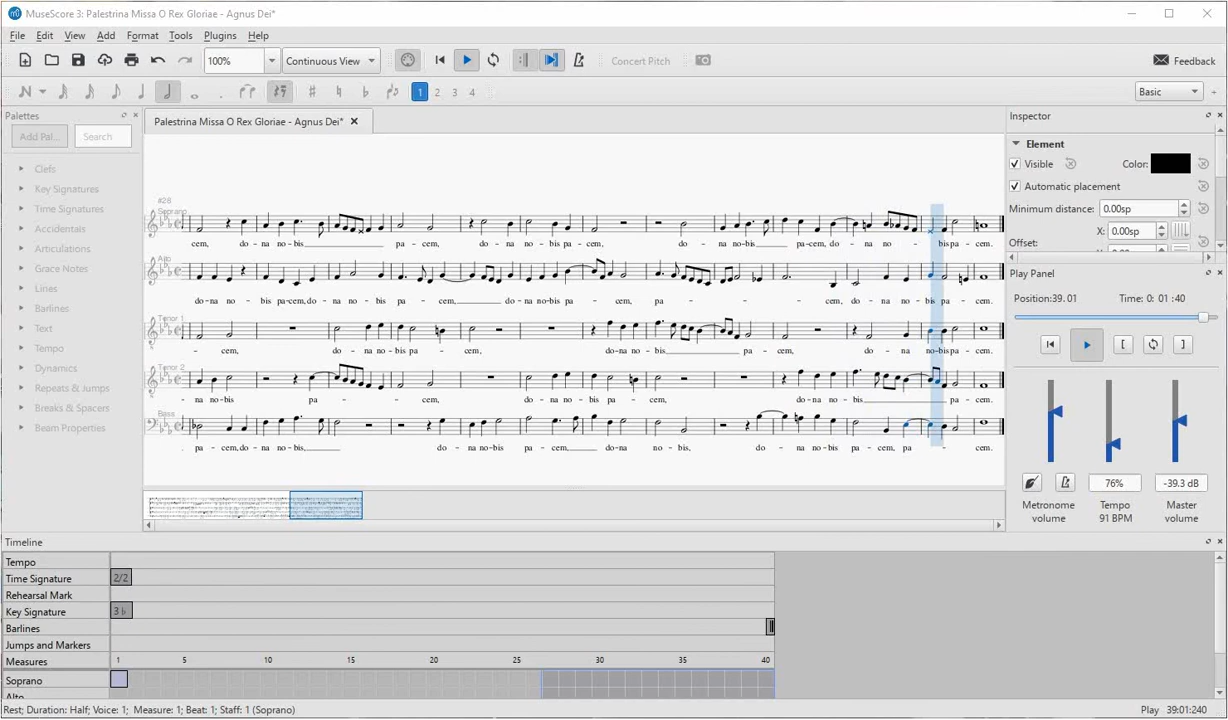 MuseScore 3: Palestrina Missa O Rex Gloriae - Agnus Dei*
File Edit View Add Format Tools Plugins Help
100% Continuous View Concert Pitch Feedback
1 2 3 4 Basic
Palettes
Add Pal... Search
Clefs
Key Signatures
Time Signatures
Accidentals
Articulations
Grace Notes
Lines
Barlines
Text
Tempo
Dynamics
Repeats & Jumps
Breaks & Spacers
Beam Properties
Palestrina Missa O Rex Gloriae - Agnus Dei*
#28
Soprano
cem, do - na no - bis pa - cem, do - na no - bis pa - cem, do - na no - bis pa - cem, do - na no - bis pa - cem.
Alto
do - na no - bis pa-cem, do - na no - bis pa - cem, do - na no-bis pa - cem, pa - cem, do - na no - bis pa - cem.
Tenor 1
cem, do - na no-bis pa - cem, do-na no - bis, pa - cem, do - na no-bis pa - cem.
Tenor 2
na no-bis pa - cem, do-na no-bis, do-na no - bis pa - cem.
Bass
pa - cem, do-na no - bis, do - na no - bis pa - cem, do-na no - bis, do - na no - bis pa - cem, pa - cem.
Inspector
Element
Visible Color:
Automatic placement
Minimum distance: 0.00sp
X: 0.00sp
Offset:
Play Panel
Position:39.01 Time: 0: 01 :40
76% -39.3 dB
Metronome volume
Tempo 91 BPM
Master volume
Timeline
Tempo
Time Signature 2/2
Rehearsal Mark
Key Signature 3♭
Barlines
Jumps and Markers
Measures 1 5 10 15 20 25 30 35 40
Soprano
Alto
Rest; Duration: Half; Voice: 1; Measure: 1; Beat: 1; Staff: 1 (Soprano) Play 39:01:240